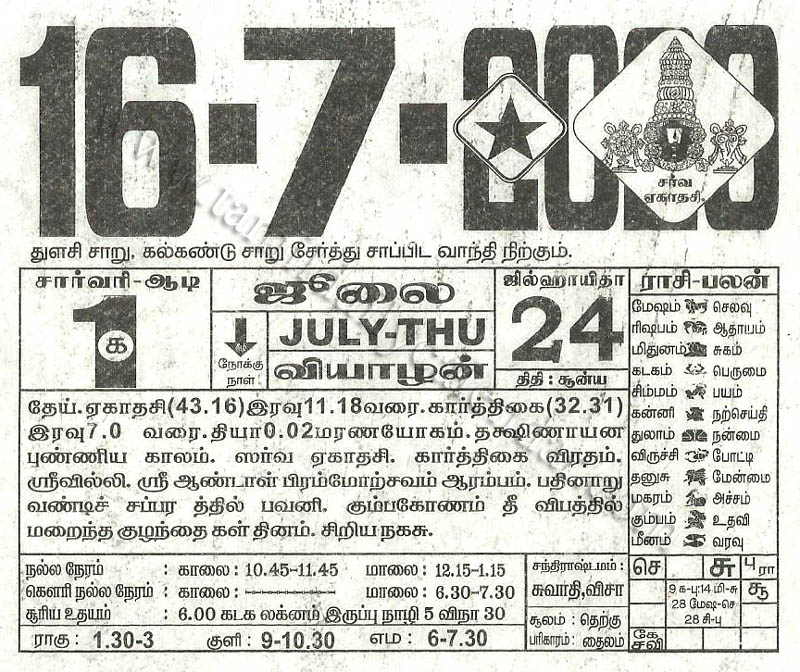 16-7-2020
சர்வ
ஏகாதசி.
துளசி சாறு, கல்கண்டு சாறு சேர்த்து சாப்பிட வாந்தி நிற்கும்.
சார்வரி-ஆடி
1
க
ஜூலை
நோக்கு
நாள்
JULY-THU
வியாழன்
ஜில்ஹாயிதா
24
திதி : சூன்ய
ராசி-பலன்
மேஷம் செலவு
ரிஷபம் ஆதாயம்
மிதுனம் சுகம்
கடகம் பெருமை
சிம்மம் பயம்
கன்னி நற்செய்தி
துலாம் நன்மை
விருச்சி போட்டி
தனுசு மேன்மை
மகரம் அச்சம்
கும்பம் உதவி
மீனம் வரவு
தேய்.ஏகாதசி(43.16)இரவு11.18வரை.கார்த்திகை(32.31)
இரவு7.0 வரை.தியா0.02மரணயோகம்.தக்ஷிணாயன
புண்ணிய காலம். ஸர்வ ஏகாதசி. கார்த்திகை விரதம்.
ஸ்ரீவில்லி. ஸ்ரீ ஆண்டாள் பிரம்மோற்சவம் ஆரம்பம். பதினாறு
வண்டிச் சப்பர த்தில் பவனி. கும்பகோணம் தீ விபத்தில்
மறைந்த குழந்தை கள் தினம். சிறிய நகசு.
நல்ல நேரம் : காலை: 10.45-11.45 மாலை: 12.15-1.15
கௌரி நல்ல நேரம் : காலை: மாலை: 6.30-7.30
சூரிய உதயம் : 6.00 கடக லக்னம் இருப்பு நாழி 5 விநா 30
ராகு : 1.30-3 குளி : 9-10.30 எம : 6-7.30
சந்திராஷ்டமம் :
சுவாதி,விசா
சூலம் : தெற்கு
பரிகாரம் : தைலம்
செ சு பு ரா
9 க-பு:14 மி-சு
28 மேஷ-செ
28 சி-பு
சூ
கே
சவி